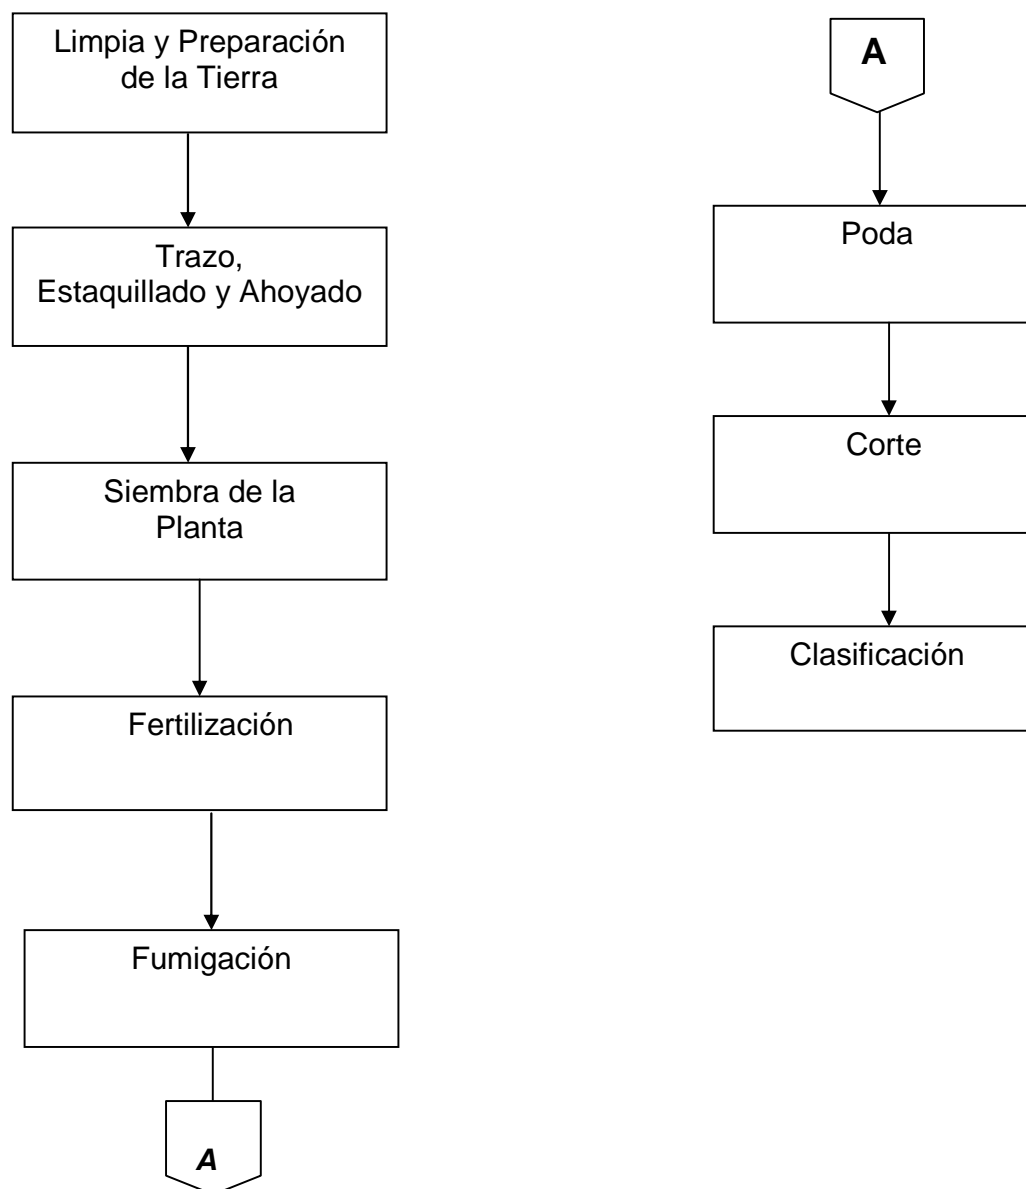 Limpia y Preparación
de la Tierra
Trazo,
Estaquillado y Ahoyado
Siembra de la
Planta
Fertilización
Fumigación
A
A
Poda
Corte
Clasificación